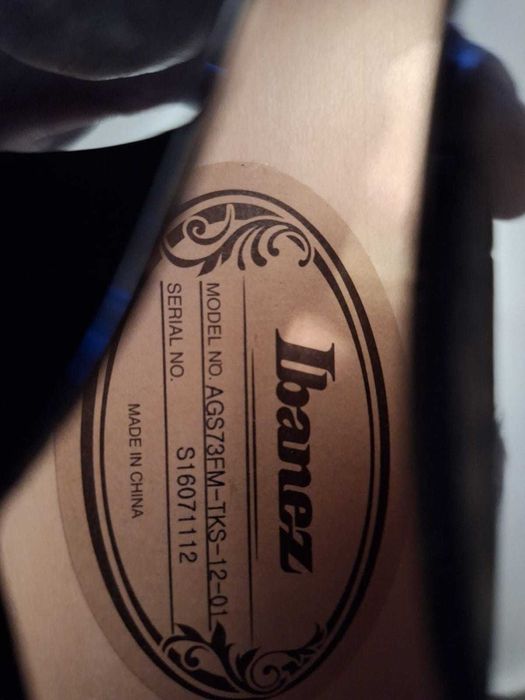 Ibanez
MODEL NO. AGS73FM-TKS-12-01
SERIAL NO. S16071112
MADE IN CHINA